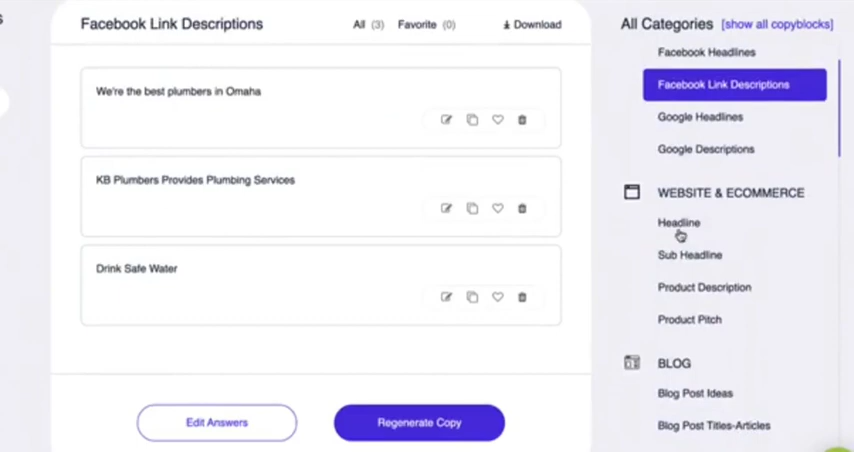 s
Facebook Link Descriptions All (3) Favorite (0) Download
We're the best plumbers in Omaha
KB Plumbers Provides Plumbing Services
Drink Safe Water
Edit Answers Regenerate Copy
All Categories [show all copyblocks]
Facebook Headlines
Facebook Link Descriptions
Google Headlines
Google Descriptions
WEBSITE & ECOMMERCE
Headline
Sub Headline
Product Description
Product Pitch
BLOG
Blog Post Ideas
Blog Post Titles-Articles